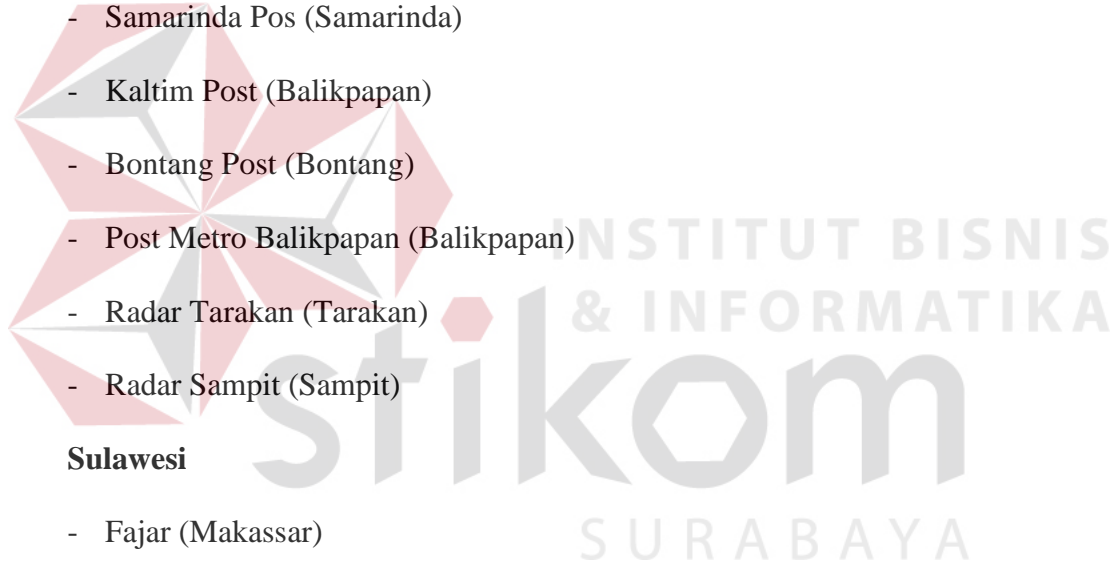 - Samarinda Pos (Samarinda)
- Kaltim Post (Balikpapan)
- Bontang Post (Bontang)
- Post Metro Balikpapan (Balikpapan)
- Radar Tarakan (Tarakan)
- Radar Sampit (Sampit)
Sulawesi
- Fajar (Makassar)
INSTITUT BISNIS
& INFORMATIKA
stikom
SURABAYA